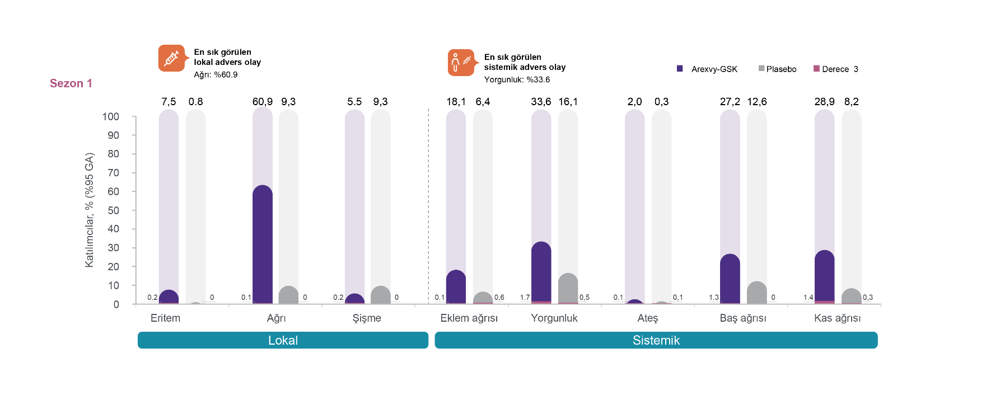 En sık görülen
lokal advers olay
Ağrı: %60.9
En sık görülen
sistemik advers olay
Yorgunluk: %33.6
Arexvy-GSK
Plasebo
Derece 3
Sezon 1
7,5 0.8 60,9 9,3 5.5 9,3 18,1 6,4 33,6 16,1 2,0 0,3 27,2 12,6 28,9 8,2
Katılımcılar, % (%95 GA)
100
90
80
70
60
50
40
30
20
10
0
0.2 0 0.1 0 0.2 0 0.1 0,6 1.7 0,5 0.1 0,1 1.3 0 1.4 0,3
Eritem Ağrı Şişme Eklem ağrısı Yorgunluk Ateş Baş ağrısı Kas ağrısı
Lokal Sistemik